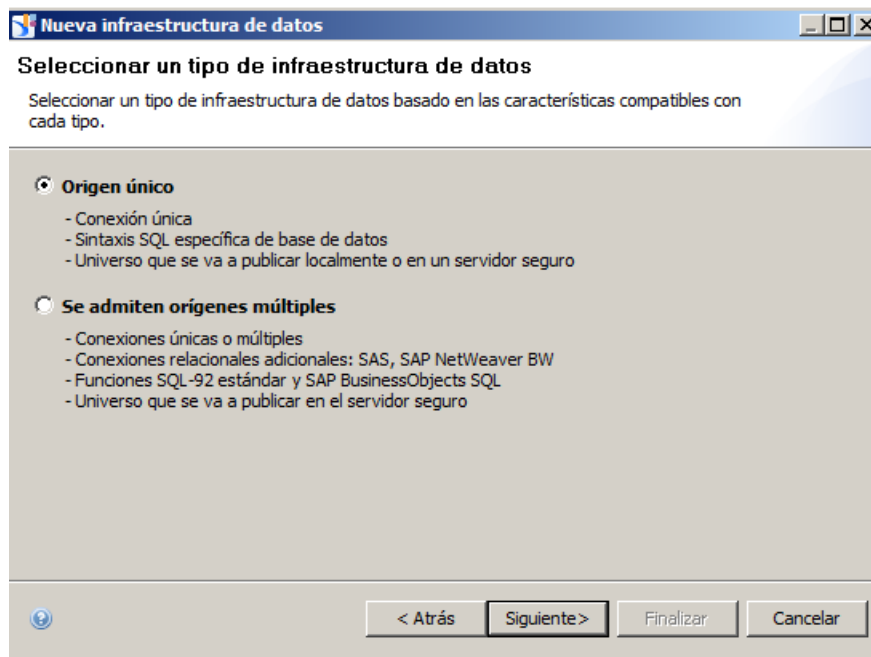 Nueva infraestructura de datos
Seleccionar un tipo de infraestructura de datos
Seleccionar un tipo de infraestructura de datos basado en las características compatibles con
cada tipo.
Origen único
- Conexión única
- Sintaxis SQL específica de base de datos
- Universo que se va a publicar localmente o en un servidor seguro
Se admiten orígenes múltiples
- Conexiones únicas o múltiples
- Conexiones relacionales adicionales: SAS, SAP NetWeaver BW
- Funciones SQL-92 estándar y SAP BusinessObjects SQL
- Universo que se va a publicar en el servidor seguro
< Atrás Siguiente > Finalizar Cancelar